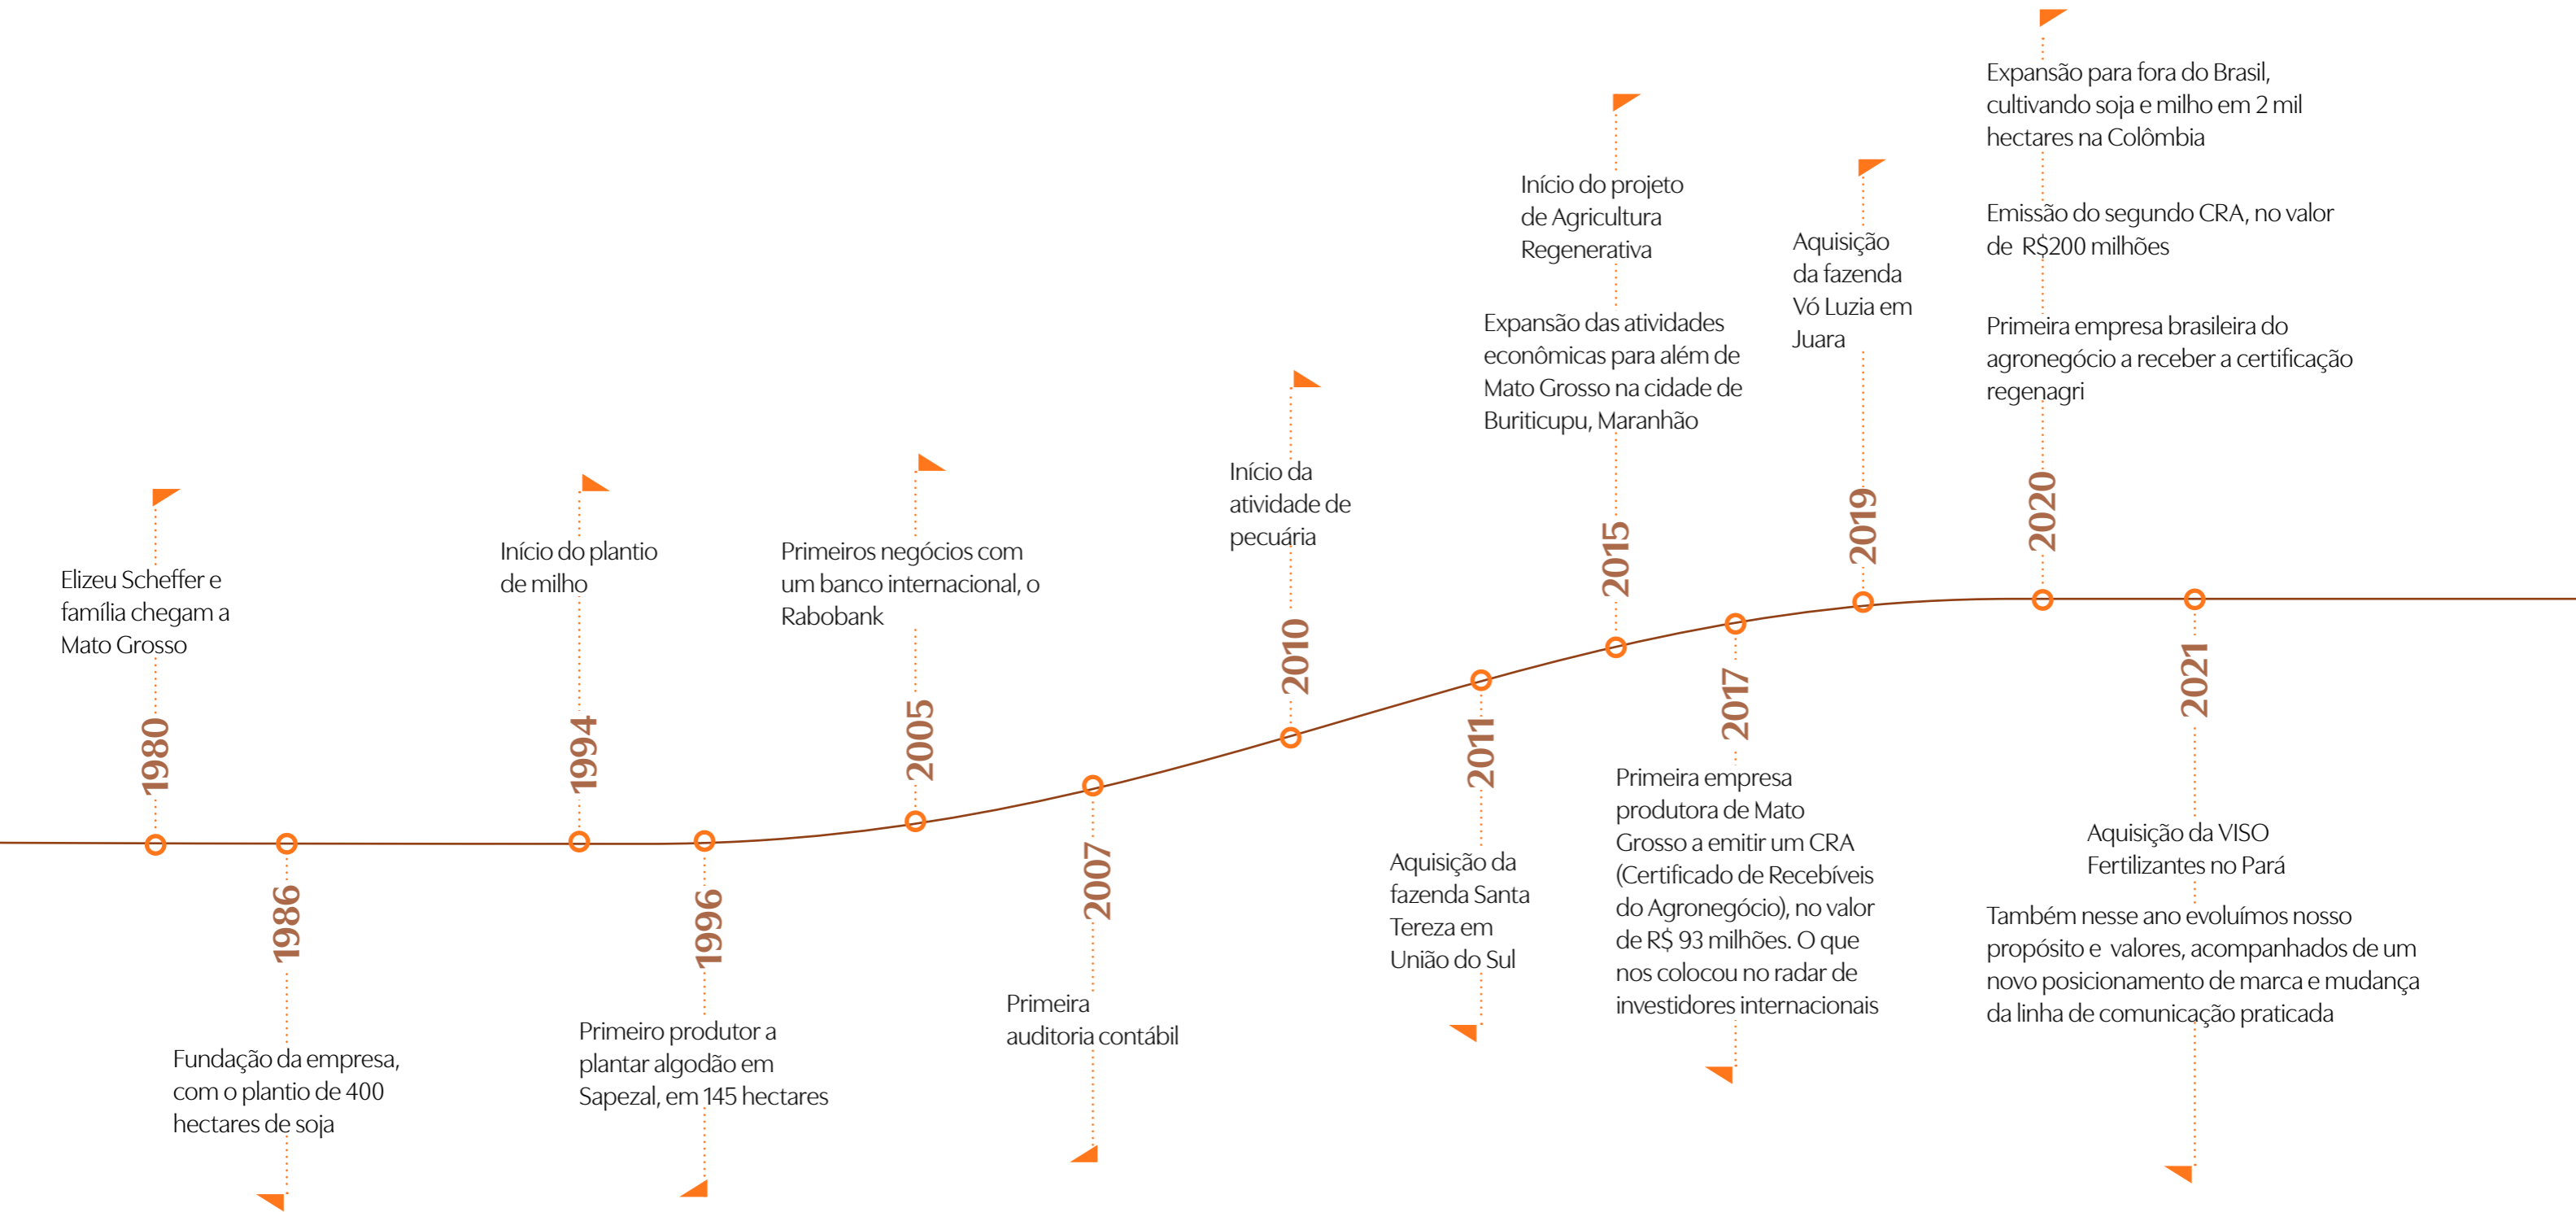 1980
Elizeu Scheffer e
família chegam a
Mato Grosso
1986
Fundação da empresa,
com o plantio de 400
hectares de soja
1994
Início do plantio
de milho
1996
Primeiro produtor a
plantar algodão em
Sapezal, em 145 hectares
2005
Primeiros negócios com
um banco internacional, o
Rabobank
2007
Primeira
auditoria contábil
2010
Início da
atividade de
pecuária
2011
Aquisição da
fazenda Santa
Tereza em
União do Sul
2015
Início do projeto
de Agricultura
Regenerativa
Expansão das atividades
econômicas para além de
Mato Grosso na cidade de
Buriticupu, Maranhão
2017
Primeira empresa
produtora de Mato
Grosso a emitir um CRA
(Certificado de Recebíveis
do Agronegócio), no valor
de R$ 93 milhões. O que
nos colocou no radar de
investidores internacionais
2019
Aquisição
da fazenda
Vó Luzia em
Juara
2020
Expansão para fora do Brasil,
cultivando soja e milho em 2 mil
hectares na Colômbia
Emissão do segundo CRA, no valor
de R$200 milhões
Primeira empresa brasileira do
agronegócio a receber a certificação
regenagri
2021
Aquisição da VISO
Fertilizantes no Pará
Também nesse ano evoluímos nosso
propósito e valores, acompanhados de um
novo posicionamento de marca e mudança
da linha de comunicação praticada